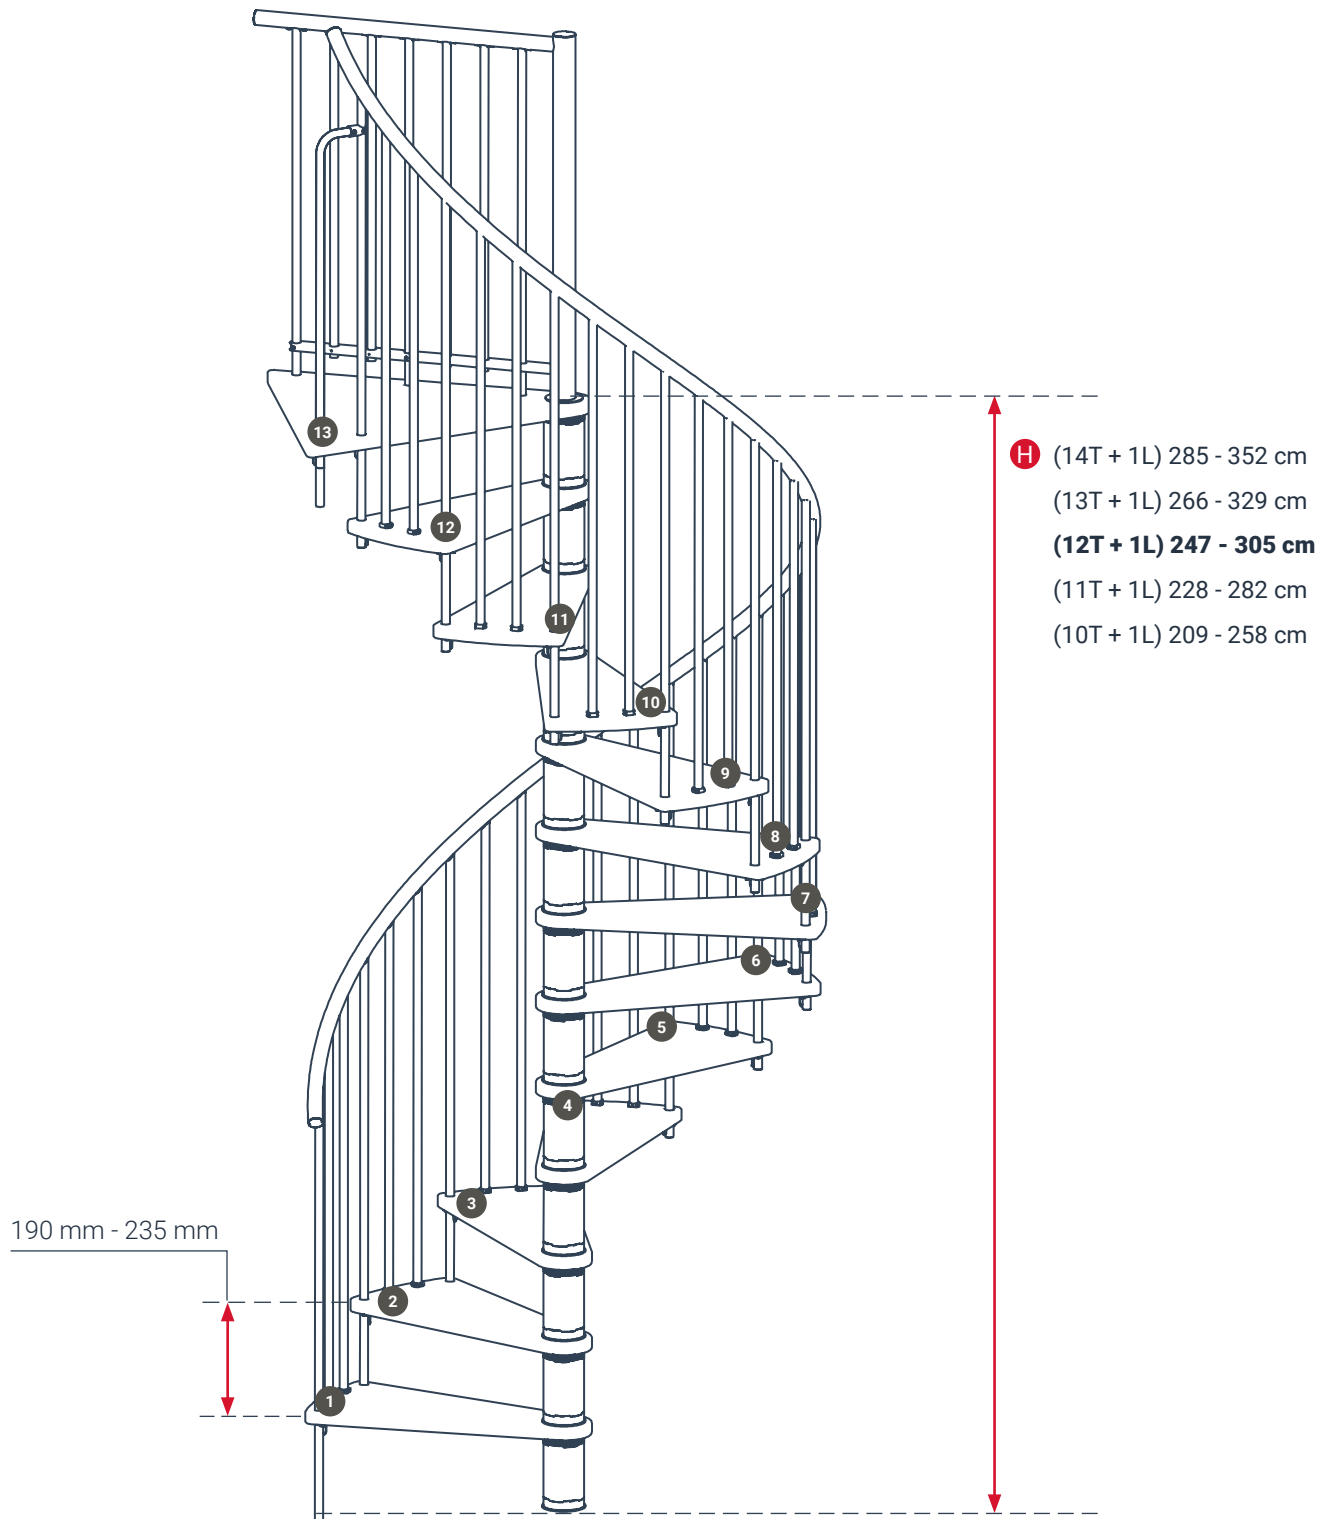 13
12
11
10
9
8
7
6
5
4
3
2
1
H (14T + 1L) 285 - 352 cm
(13T + 1L) 266 - 329 cm
(12T + 1L) 247 - 305 cm
(11T + 1L) 228 - 282 cm
(10T + 1L) 209 - 258 cm
190 mm - 235 mm